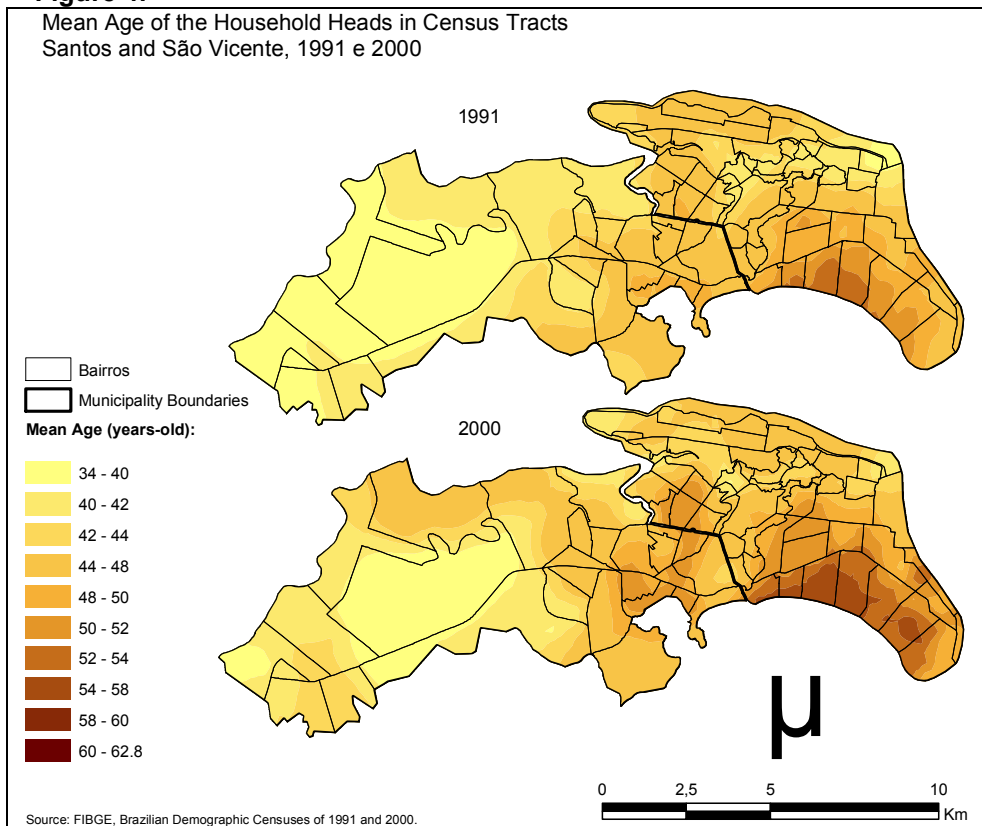 Mean Age of the Household Heads in Census Tracts
Santos and São Vicente, 1991 e 2000
1991
Bairros
Municipality Boundaries
Mean Age (years-old):
2000
34 - 40
40 - 42
42 - 44
44 - 48
48 - 50
50 - 52
52 - 54
54 - 58
58 - 60
60 - 62.8
µ
0 2,5 5 10
Km
Source: FIBGE, Brazilian Demographic Censuses of 1991 and 2000.